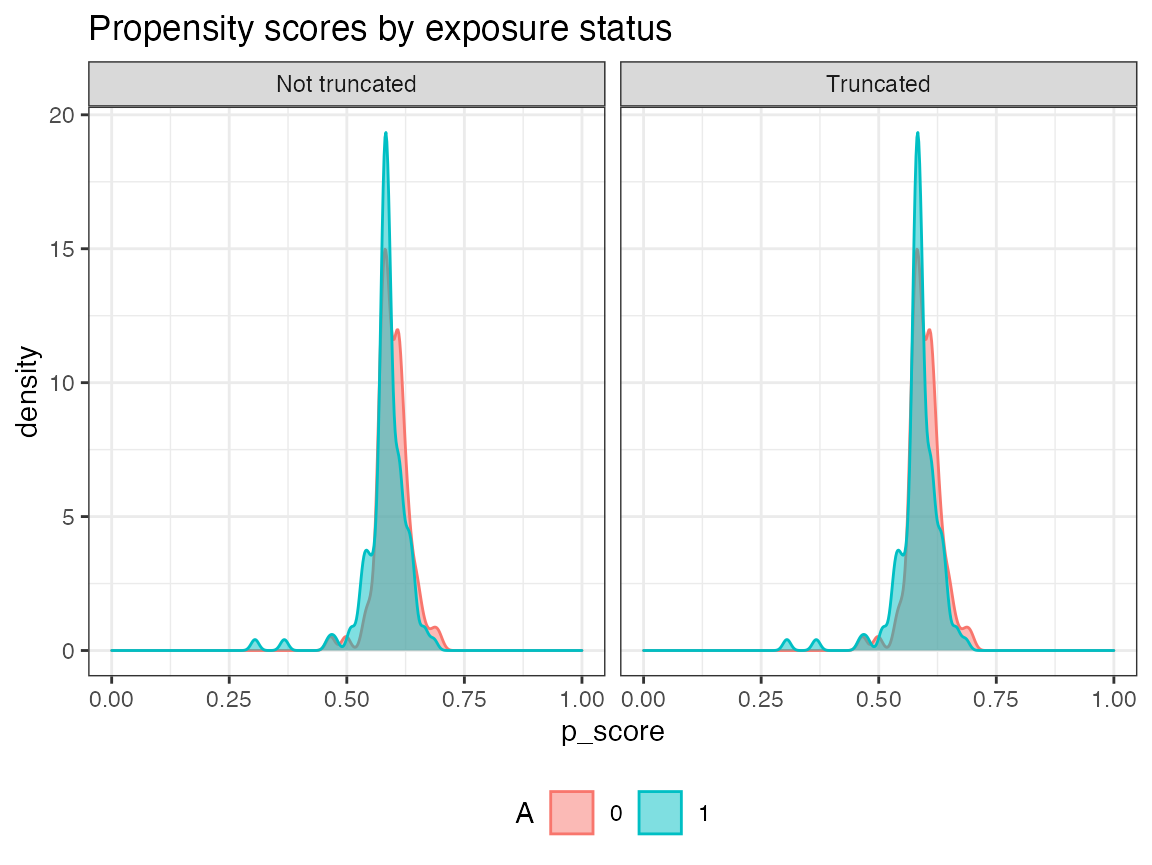 Propensity scores by exposure status
Not truncated
Truncated
density
20
15
10
5
0
0.00 0.25 0.50 0.75 1.00
0.00 0.25 0.50 0.75 1.00
p_score
A 0 1